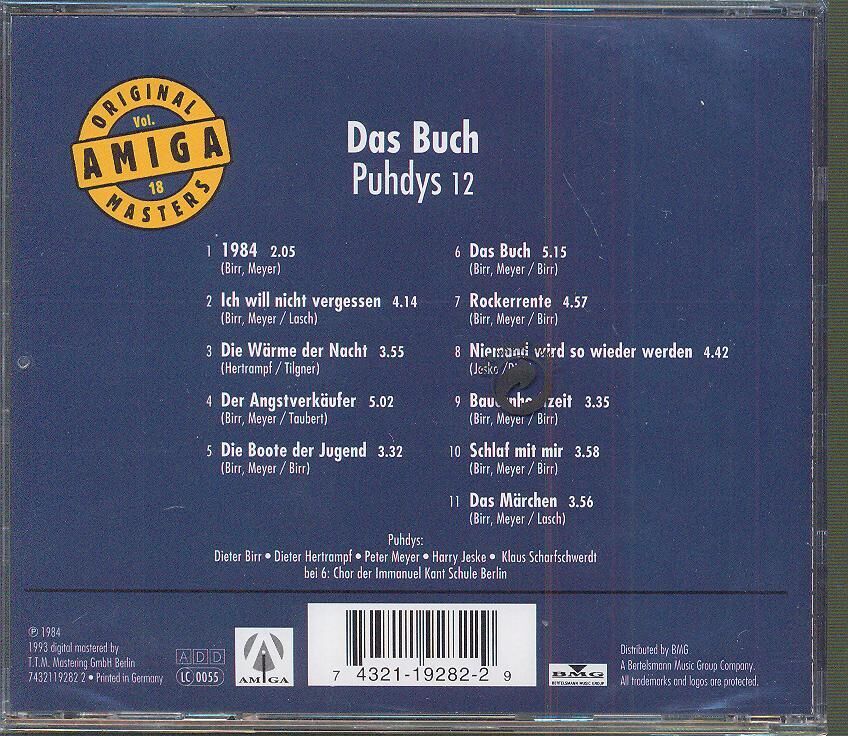 ORIGINAL
Vol.
AMIGA
18
MASTERS
Das Buch
Puhdys 12
1 1984 2.05
(Birr, Meyer)
2 Ich will nicht vergessen 4.14
(Birr, Meyer / Lasch)
3 Die Wärme der Nacht 3.55
(Hertrampf / Tilgner)
4 Der Angstverkäufer 5.02
(Birr, Meyer / Taubert)
5 Die Boote der Jugend 3.32
(Birr, Meyer / Birr)
6 Das Buch 5.15
(Birr, Meyer / Birr)
7 Rockerrente 4.57
(Birr, Meyer / Birr)
8 Niemand wird so wieder werden 4.42
(Jeske /
9 3.35
(Birr, Meyer / Birr)
10 Schlaf mit mir 3.58
(Birr, Meyer / Birr)
11 Das Märchen 3.56
(Birr, Meyer / Lasch)
Puhdys:
Dieter Birr • Dieter Hertrampf • Peter Meyer • Harry Jeske • Klaus Scharfschwerdt
bei 6: Chor der Immanuel Kant Schule Berlin
℗ 1984
1993 digital mastered by
T.T.M. Mastering GmbH Berlin
7432119282 2 • Printed in Germany
ADD
LC 0055
AMIGA
7 4321-19282-2 9
BMG
BERTELSMANN MUSIC GROUP
Distributed by BMG
A Bertelsmann Music Group Company.
All trademarks and logos are protected.